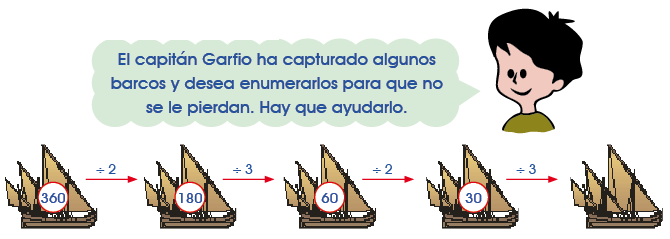 El capitán Garfio ha capturado algunos
barcos y desea enumerarlos para que no
se le pierdan. Hay que ayudarlo.
360 ÷ 2 180 ÷ 3 60 ÷ 2 30 ÷ 3